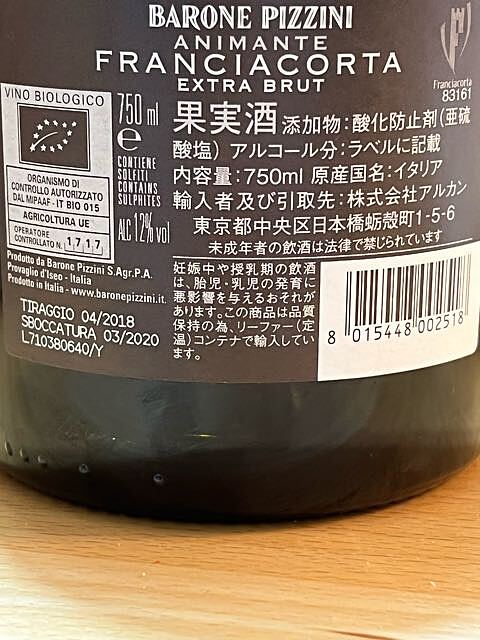 BARONE PIZZINI
ANIMANTE
FRANCIACORTA
EXTRA BRUT
Franciacorta
83161
VINO BIOLOGICO
ORGANISMO DI
CONTROLLO AUTORIZZATO
DAL MIPAAF - IT BIO 015
AGRICOLTURA UE
OPERATORE
CONTROLLATO N. 1717
750 ml
e
CONTIENE
SOLFITI
CONTAINS
SULPHITES
ALC 12% vol
Prodotto da Barone Pizzini S.Agr.P.A.
Provaglio d'Iseo - Italia
Prodotto in Italia - www.baronepizzini.it
TIRAGGIO 04/2018
SBOCCATURA 03/2020
L710380640/Y
果実酒 添加物：酸化防止剤（亜硫
酸塩）アルコール分：ラベルに記載
内容量：750ml 原産国名：イタリア
輸入者及び引取先：株式会社アルカン
東京都中央区日本橋蛎殻町1-5-6
未成年者の飲酒は法律で禁じられています
妊娠中や授乳期の飲酒
は、胎児・乳児の発育に
悪影響を与えるおそれがあ
ります。この商品は品質
保持の為、リーファー（定
温）コンテナで輸入してい
ます。
8 015448 002518